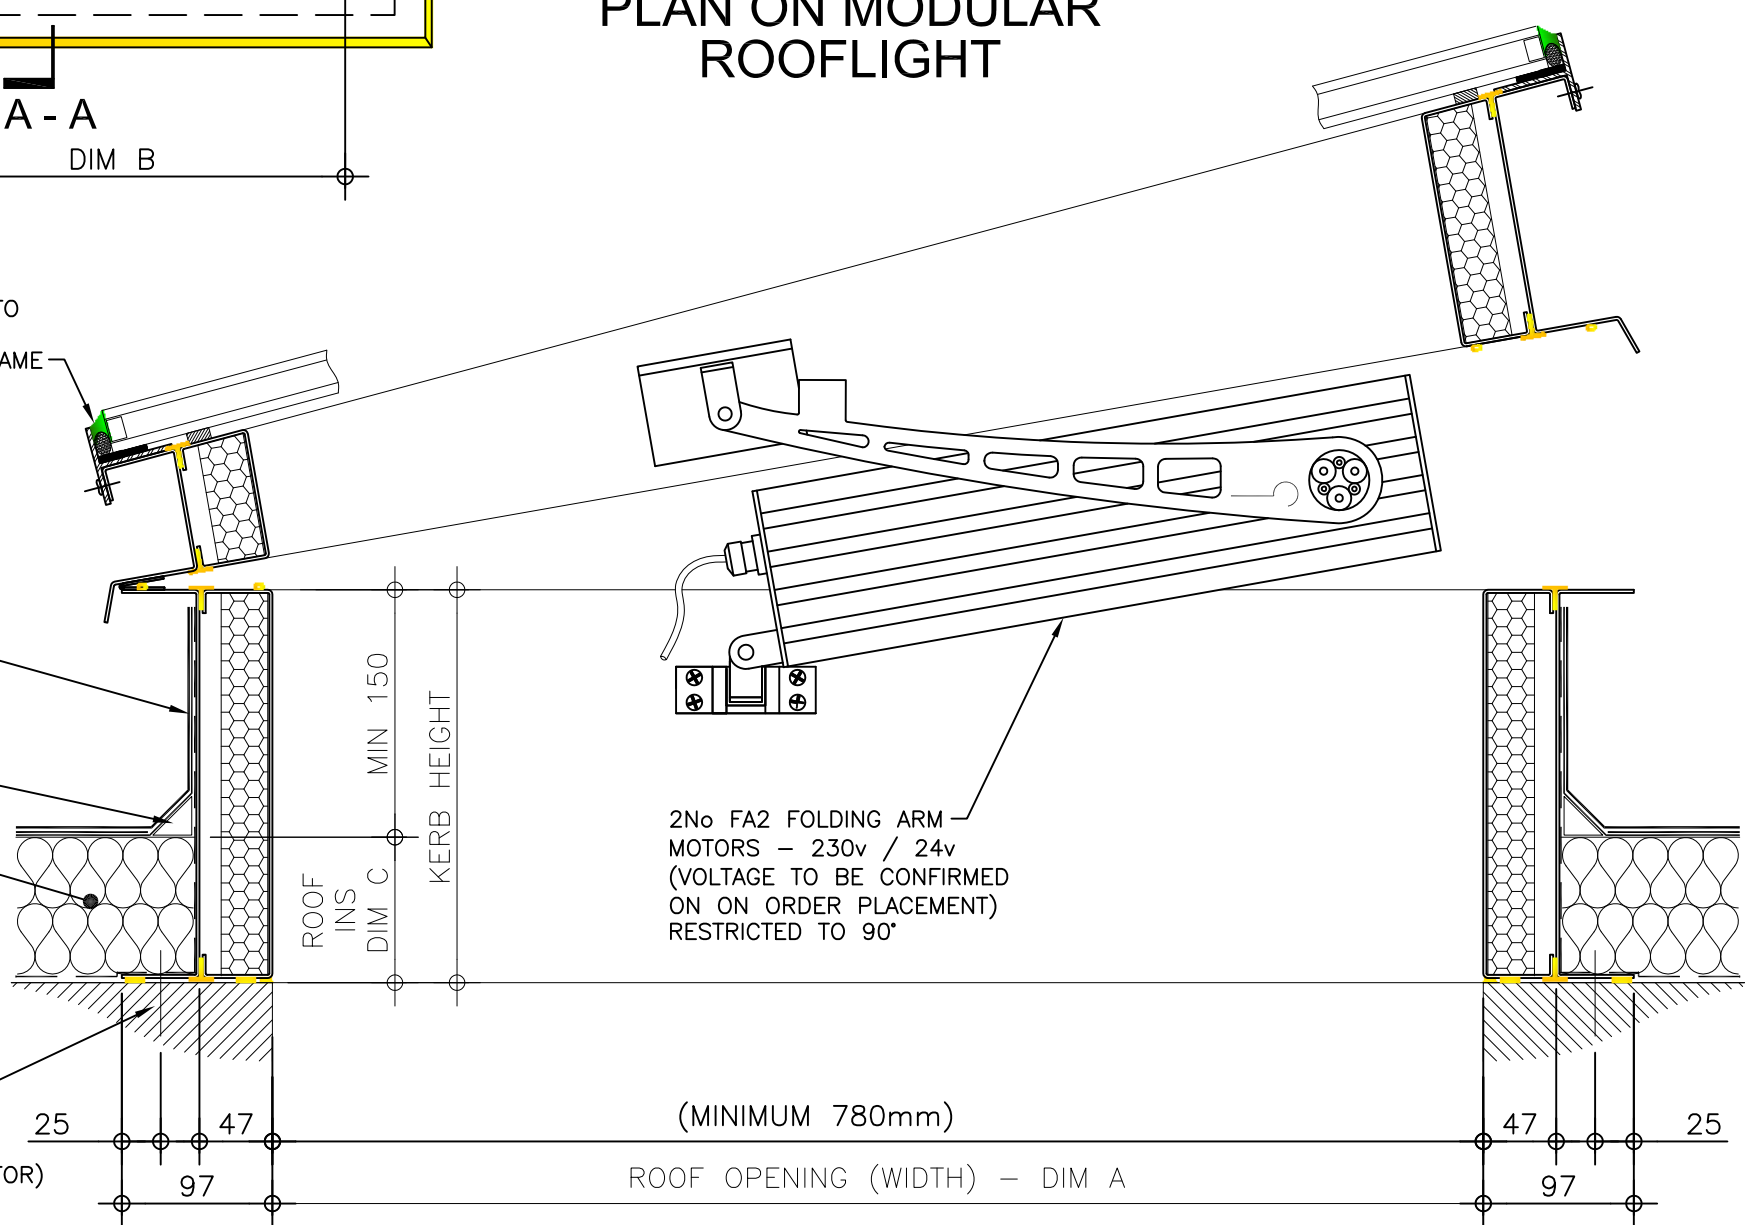 PLAN ON MODULAR
ROOFLIGHT
A - A
DIM B
TO
AME
MIN 150
KERB HEIGHT
ROOF
INS
DIM C
2No FA2 FOLDING ARM
MOTORS - 230v / 24v
(VOLTAGE TO BE CONFIRMED
ON ON ORDER PLACEMENT)
RESTRICTED TO 90°
25
47
(MINIMUM 780mm)
47
25
TOR)
97
ROOF OPENING (WIDTH) - DIM A
97